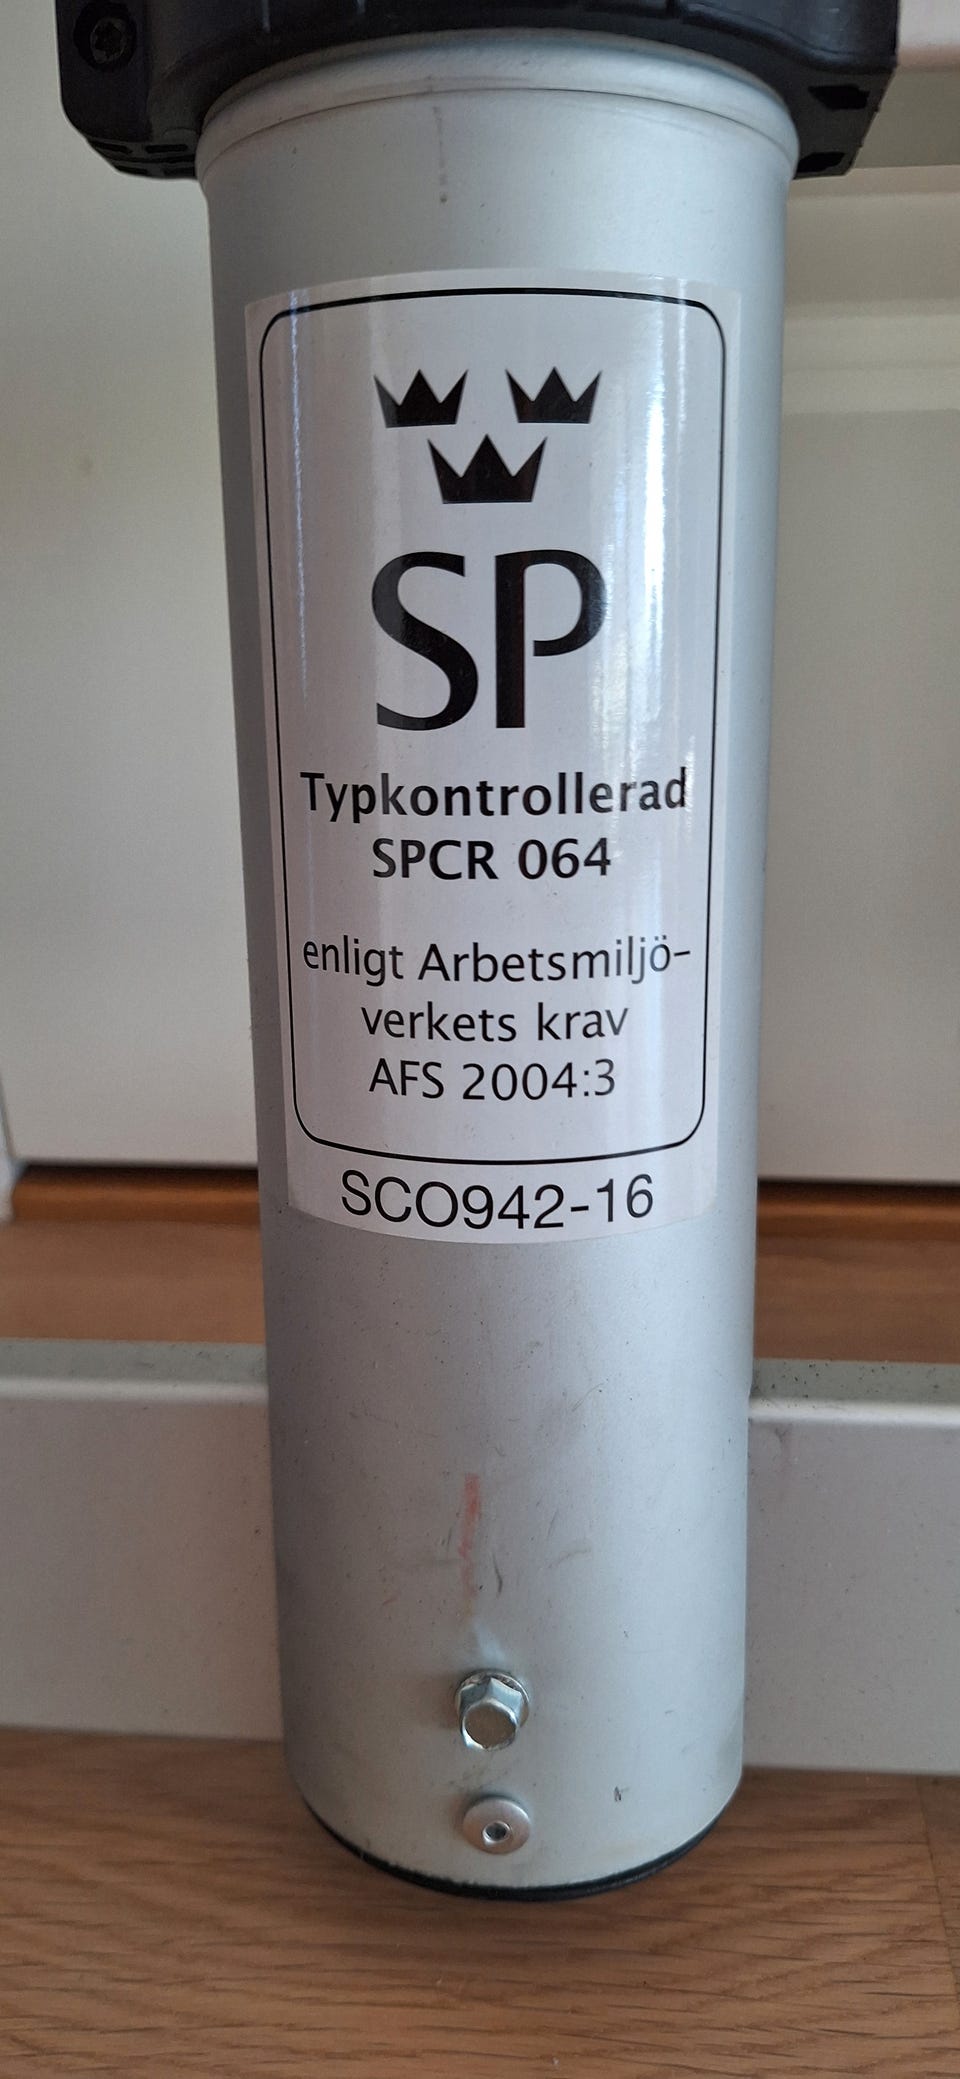 SP
Typkontrollerad
SPCR 064
enligt Arbetsmiljö-
verkets krav
AFS 2004:3
SCO942-16